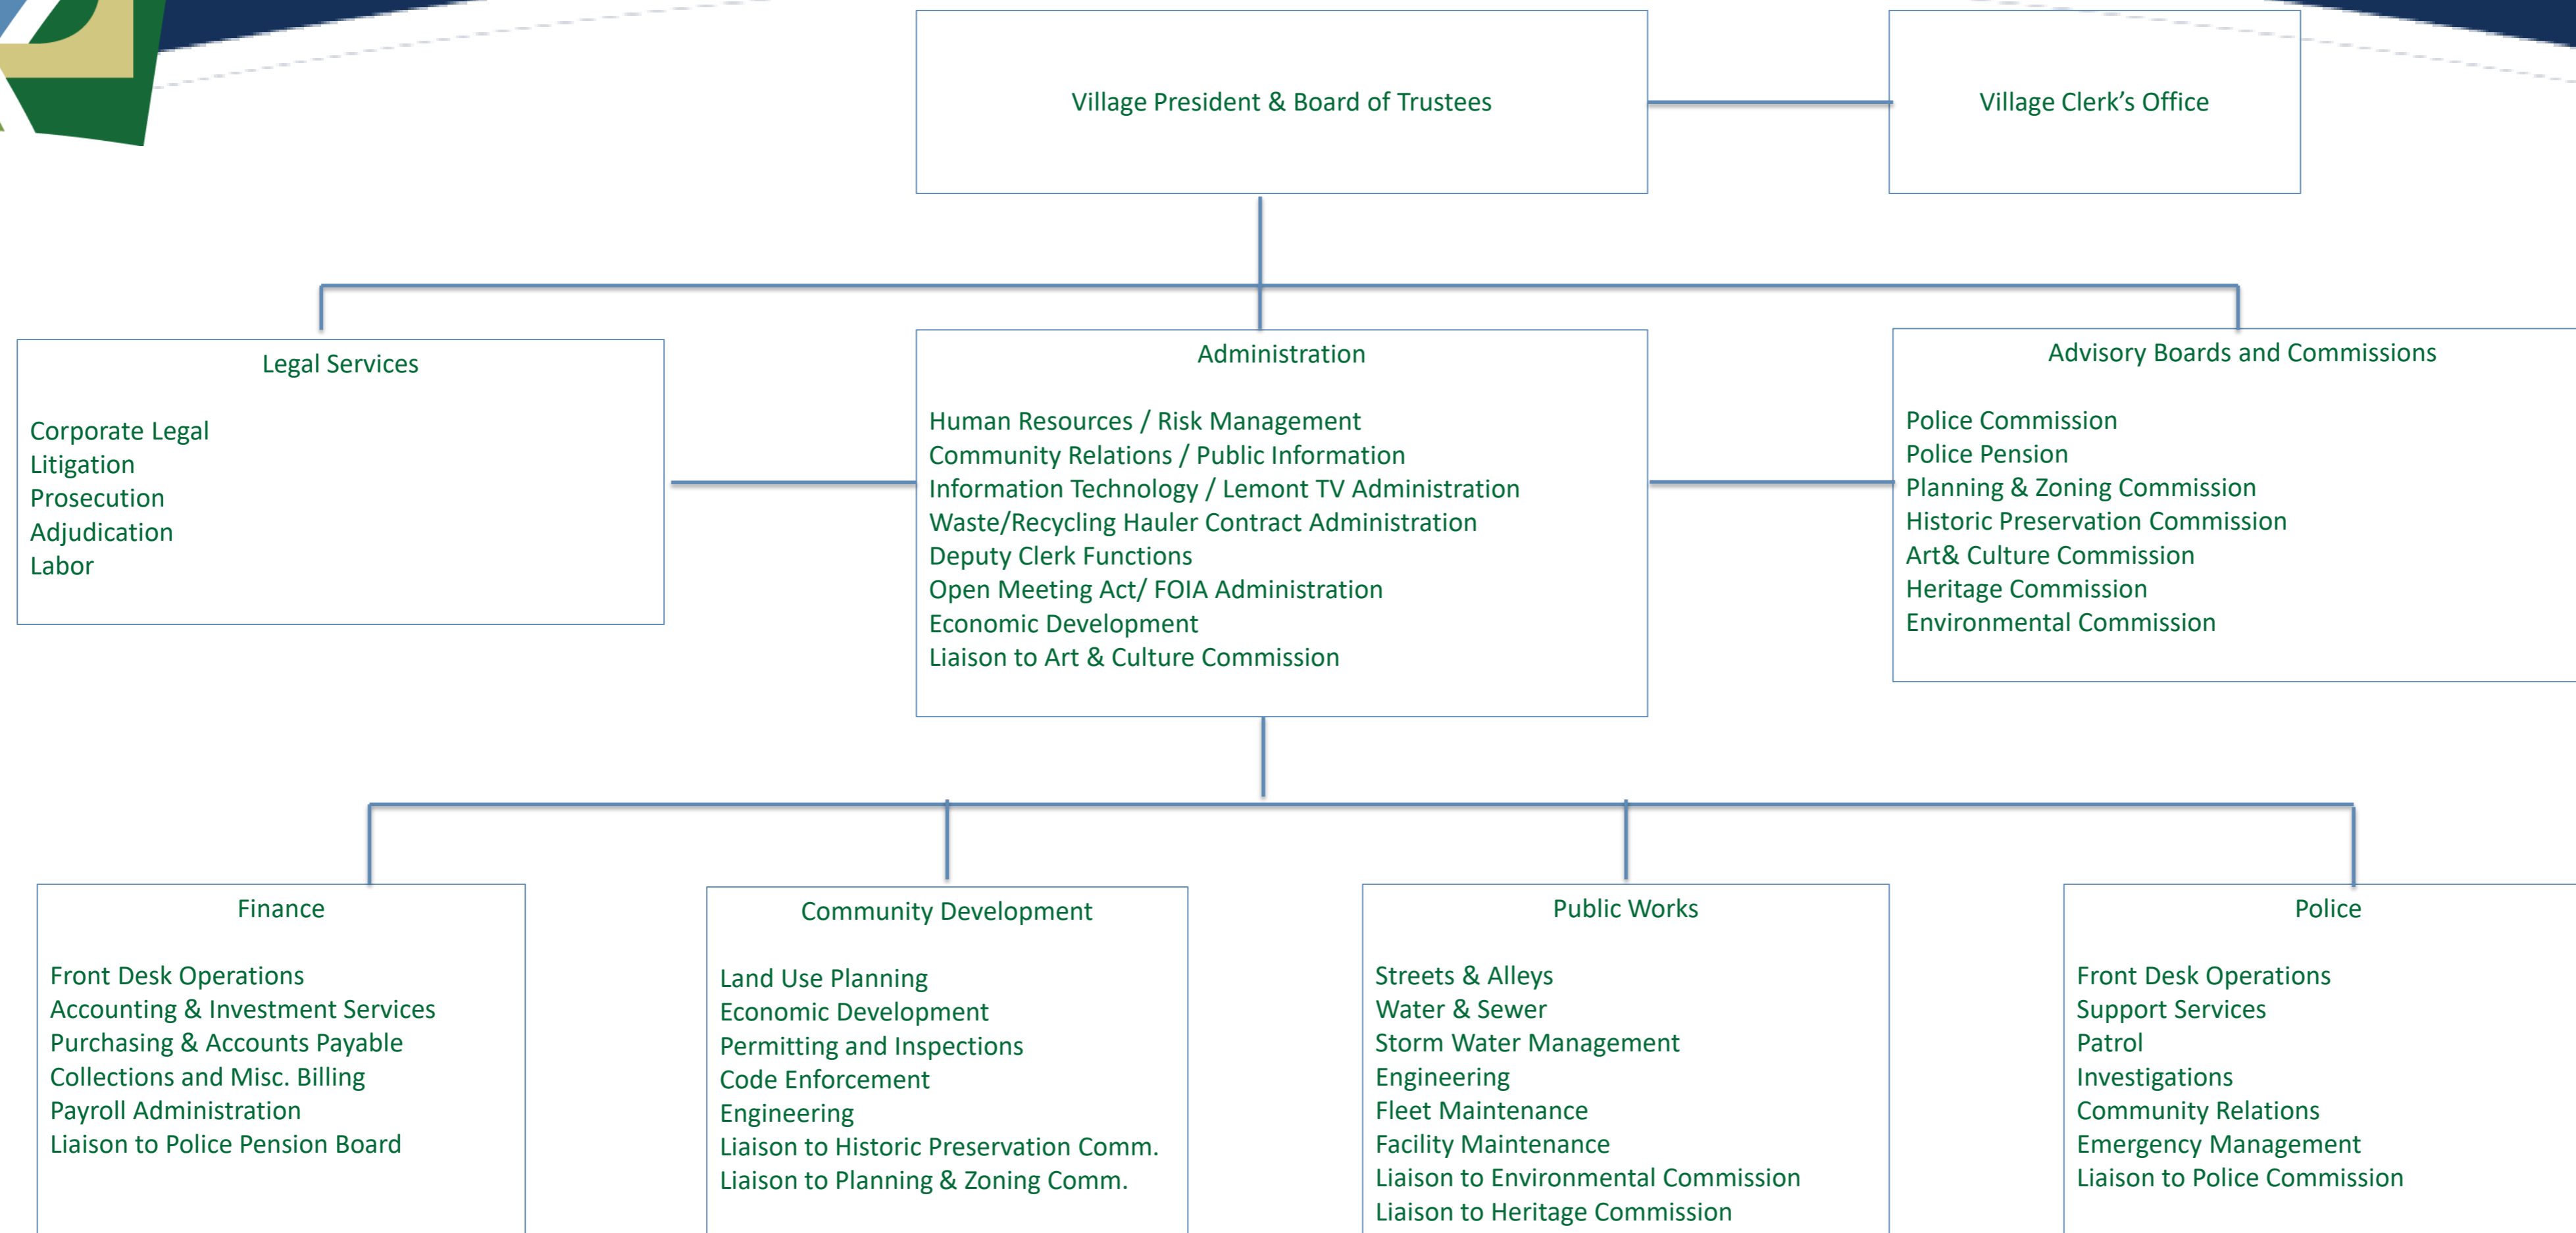 Village President & Board of Trustees
Village Clerk’s Office
Legal Services
Corporate Legal
Litigation
Prosecution
Adjudication
Labor
Administration
Human Resources / Risk Management
Community Relations / Public Information
Information Technology / Lemont TV Administration
Waste/Recycling Hauler Contract Administration
Deputy Clerk Functions
Open Meeting Act/ FOIA Administration
Economic Development
Liaison to Art & Culture Commission
Advisory Boards and Commissions
Police Commission
Police Pension
Planning & Zoning Commission
Historic Preservation Commission
Art& Culture Commission
Heritage Commission
Environmental Commission
Finance
Front Desk Operations
Accounting & Investment Services
Purchasing & Accounts Payable
Collections and Misc. Billing
Payroll Administration
Liaison to Police Pension Board
Community Development
Land Use Planning
Economic Development
Permitting and Inspections
Code Enforcement
Engineering
Liaison to Historic Preservation Comm.
Liaison to Planning & Zoning Comm.
Public Works
Streets & Alleys
Water & Sewer
Storm Water Management
Engineering
Fleet Maintenance
Facility Maintenance
Liaison to Environmental Commission
Liaison to Heritage Commission
Police
Front Desk Operations
Support Services
Patrol
Investigations
Community Relations
Emergency Management
Liaison to Police Commission